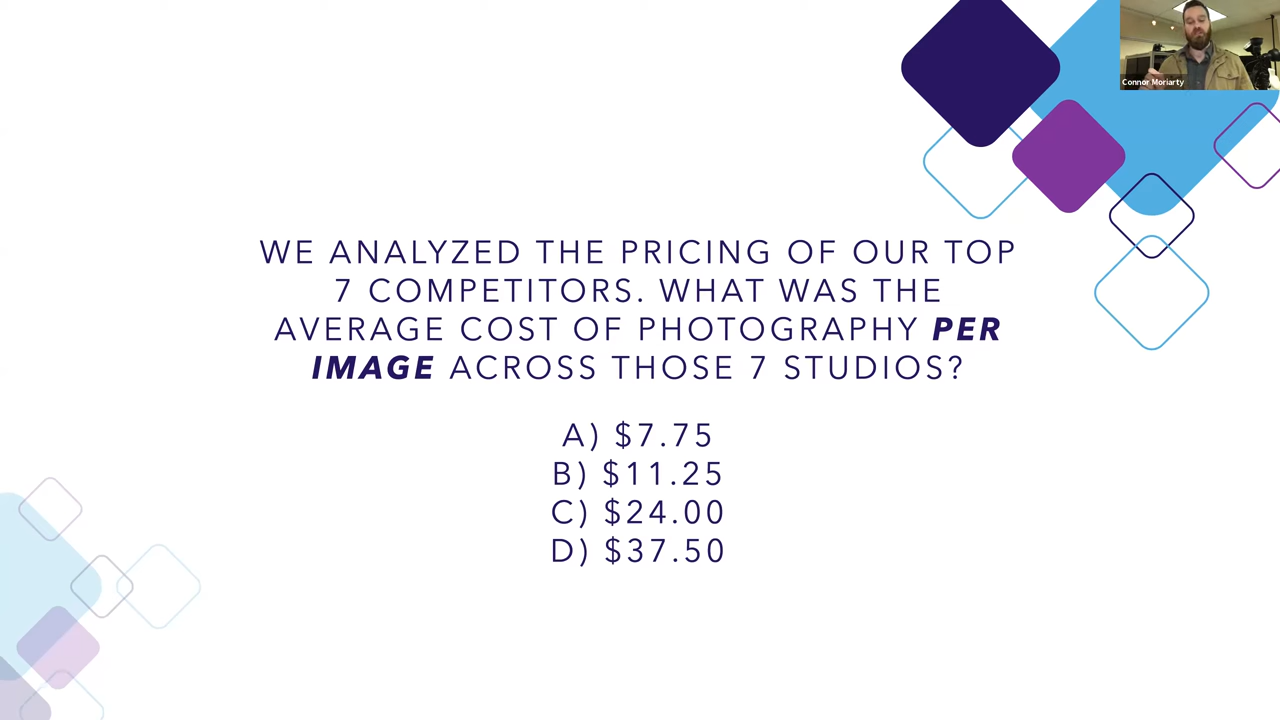 Connor Moriarty
WE ANALYZED THE PRICING OF OUR TOP
7 COMPETITORS. WHAT WAS THE
AVERAGE COST OF PHOTOGRAPHY PER
IMAGE ACROSS THOSE 7 STUDIOS?
A) $7.75
B) $11.25
C) $24.00
D) $37.50